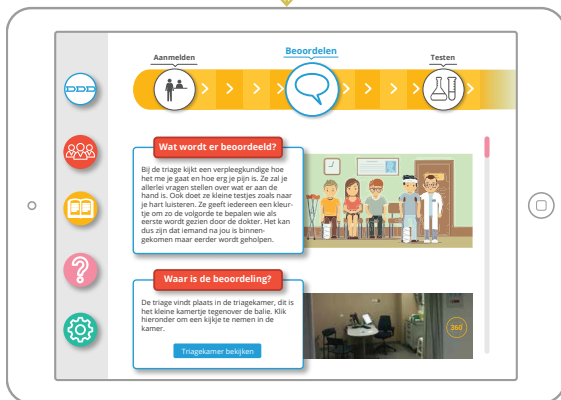 Aanmelden
Beoordelen
Testen
Wat wordt er beoordeeld?
Bij de triage kijkt een verpleegkundige hoe
het me je gaat en hoe erg je pijn is. Ze zal je
allerlei vragen stellen over wat er aan de
hand is. Ook doet ze kleine testjes zoals naar
je hart luisteren. Ze geeft iedereen een kleur-
tje om zo de volgorde te bepalen wie als
eerste wordt gezien door de dokter. Het kan
dus zijn dat iemand na jou is binnen-
gekomen maar eerder wordt geholpen.
Waar is de beoordeling?
De triage vindt plaats in de triagekamer, dit is
het kleine kamertje tegenover de balie. Klik
hieronder om een kijkje te nemen in de
kamer.
360
Triagekamer bekijken